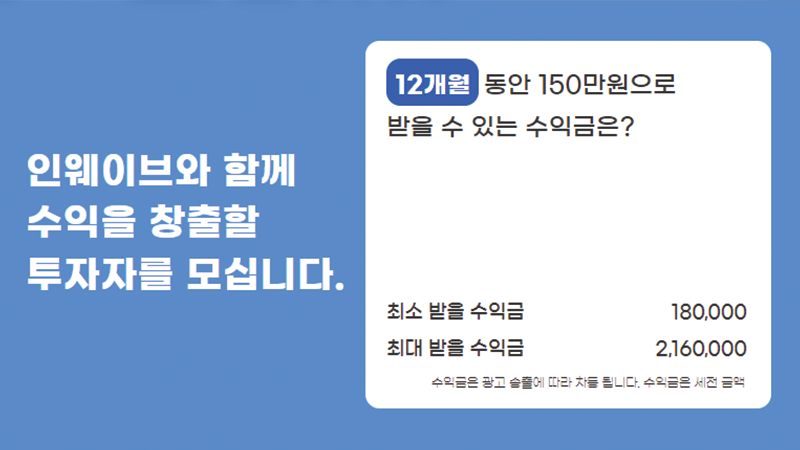 인웨이브와 함께
수익을 창출할
투자자를 모십니다.
12개월 동안 150만원으로
받을 수 있는 수익금은?
최소 받을 수익금 180,000
최대 받을 수익금 2,160,000
수익금은 광고 송출에 따라 차등 됩니다. 수익금은 세전 금액